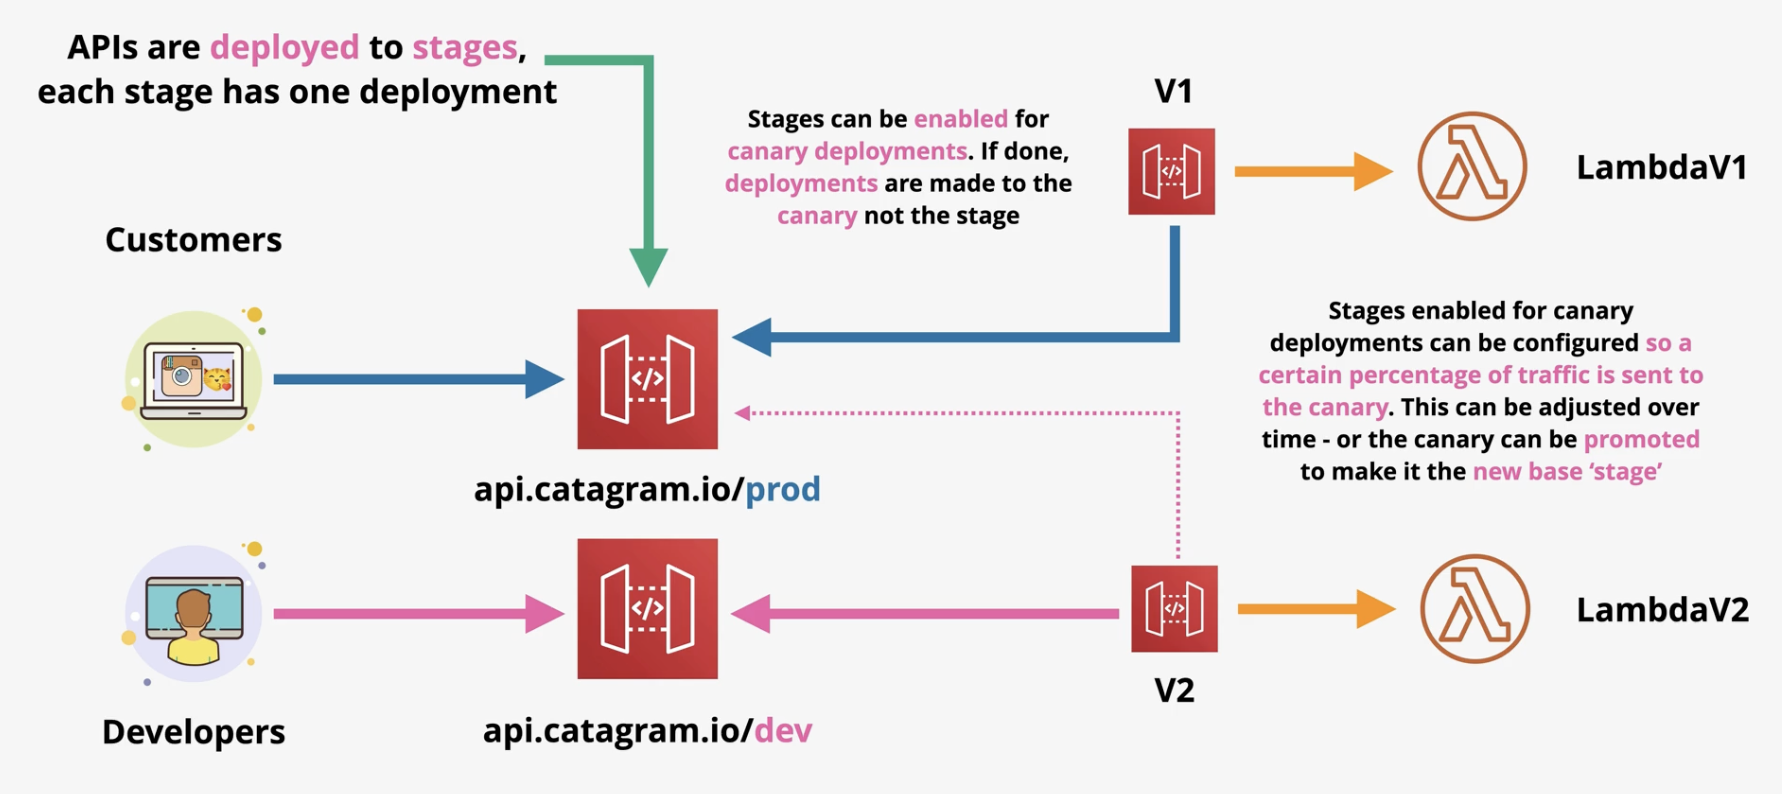 APIs are deployed to stages,
each stage has one deployment
V1
Stages can be enabled for
canary deployments. If done,
deployments are made to the
canary not the stage
</>
LambdaV1
Customers
Stages enabled for canary
deployments can be configured so a
certain percentage of traffic is sent to
the canary. This can be adjusted over
time - or the canary can be promoted
to make it the new base ‘stage’
</>
api.catagram.io/prod
</>
</>
LambdaV2
V2
Developers
api.catagram.io/dev